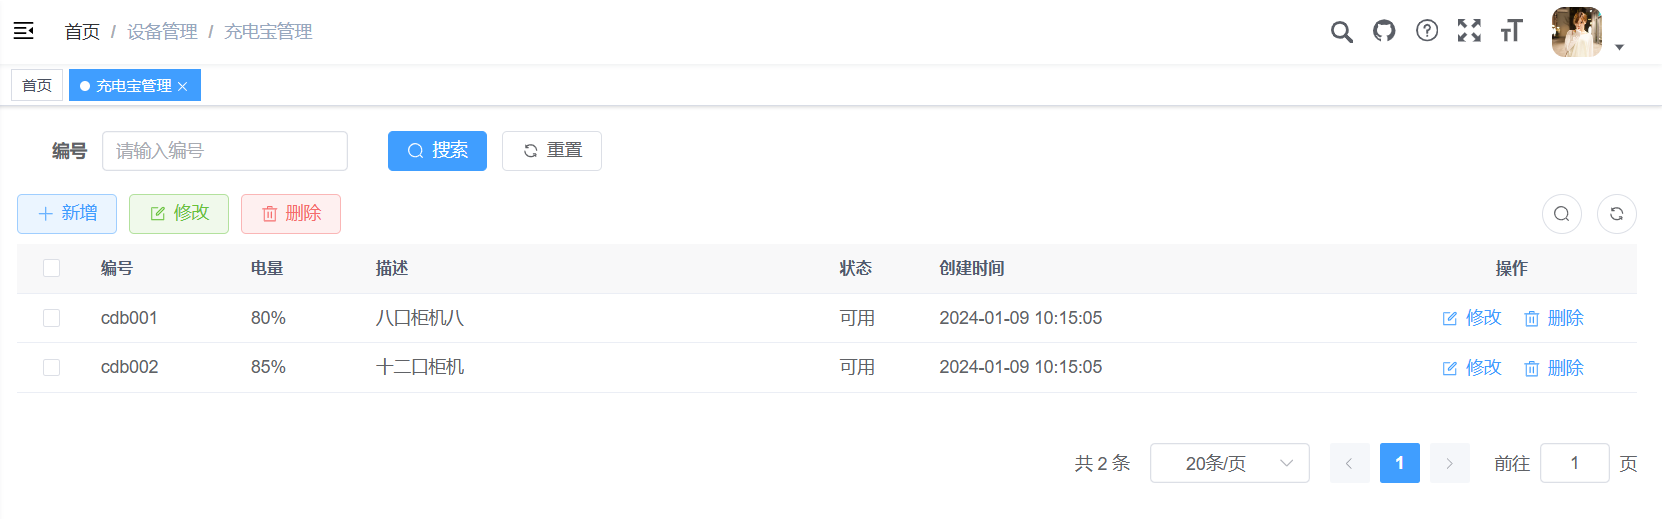 首页 / 设备管理 / 充电宝管理
首页 充电宝管理
编号 请输入编号 搜索 重置
新增 修改 删除
编号 电量 描述 状态 创建时间 操作
cdb001 80% 八口柜机八 可用 2024-01-09 10:15:05 修改 删除
cdb002 85% 十二口柜机 可用 2024-01-09 10:15:05 修改 删除
共 2 条 20条/页 1 前往 1 页